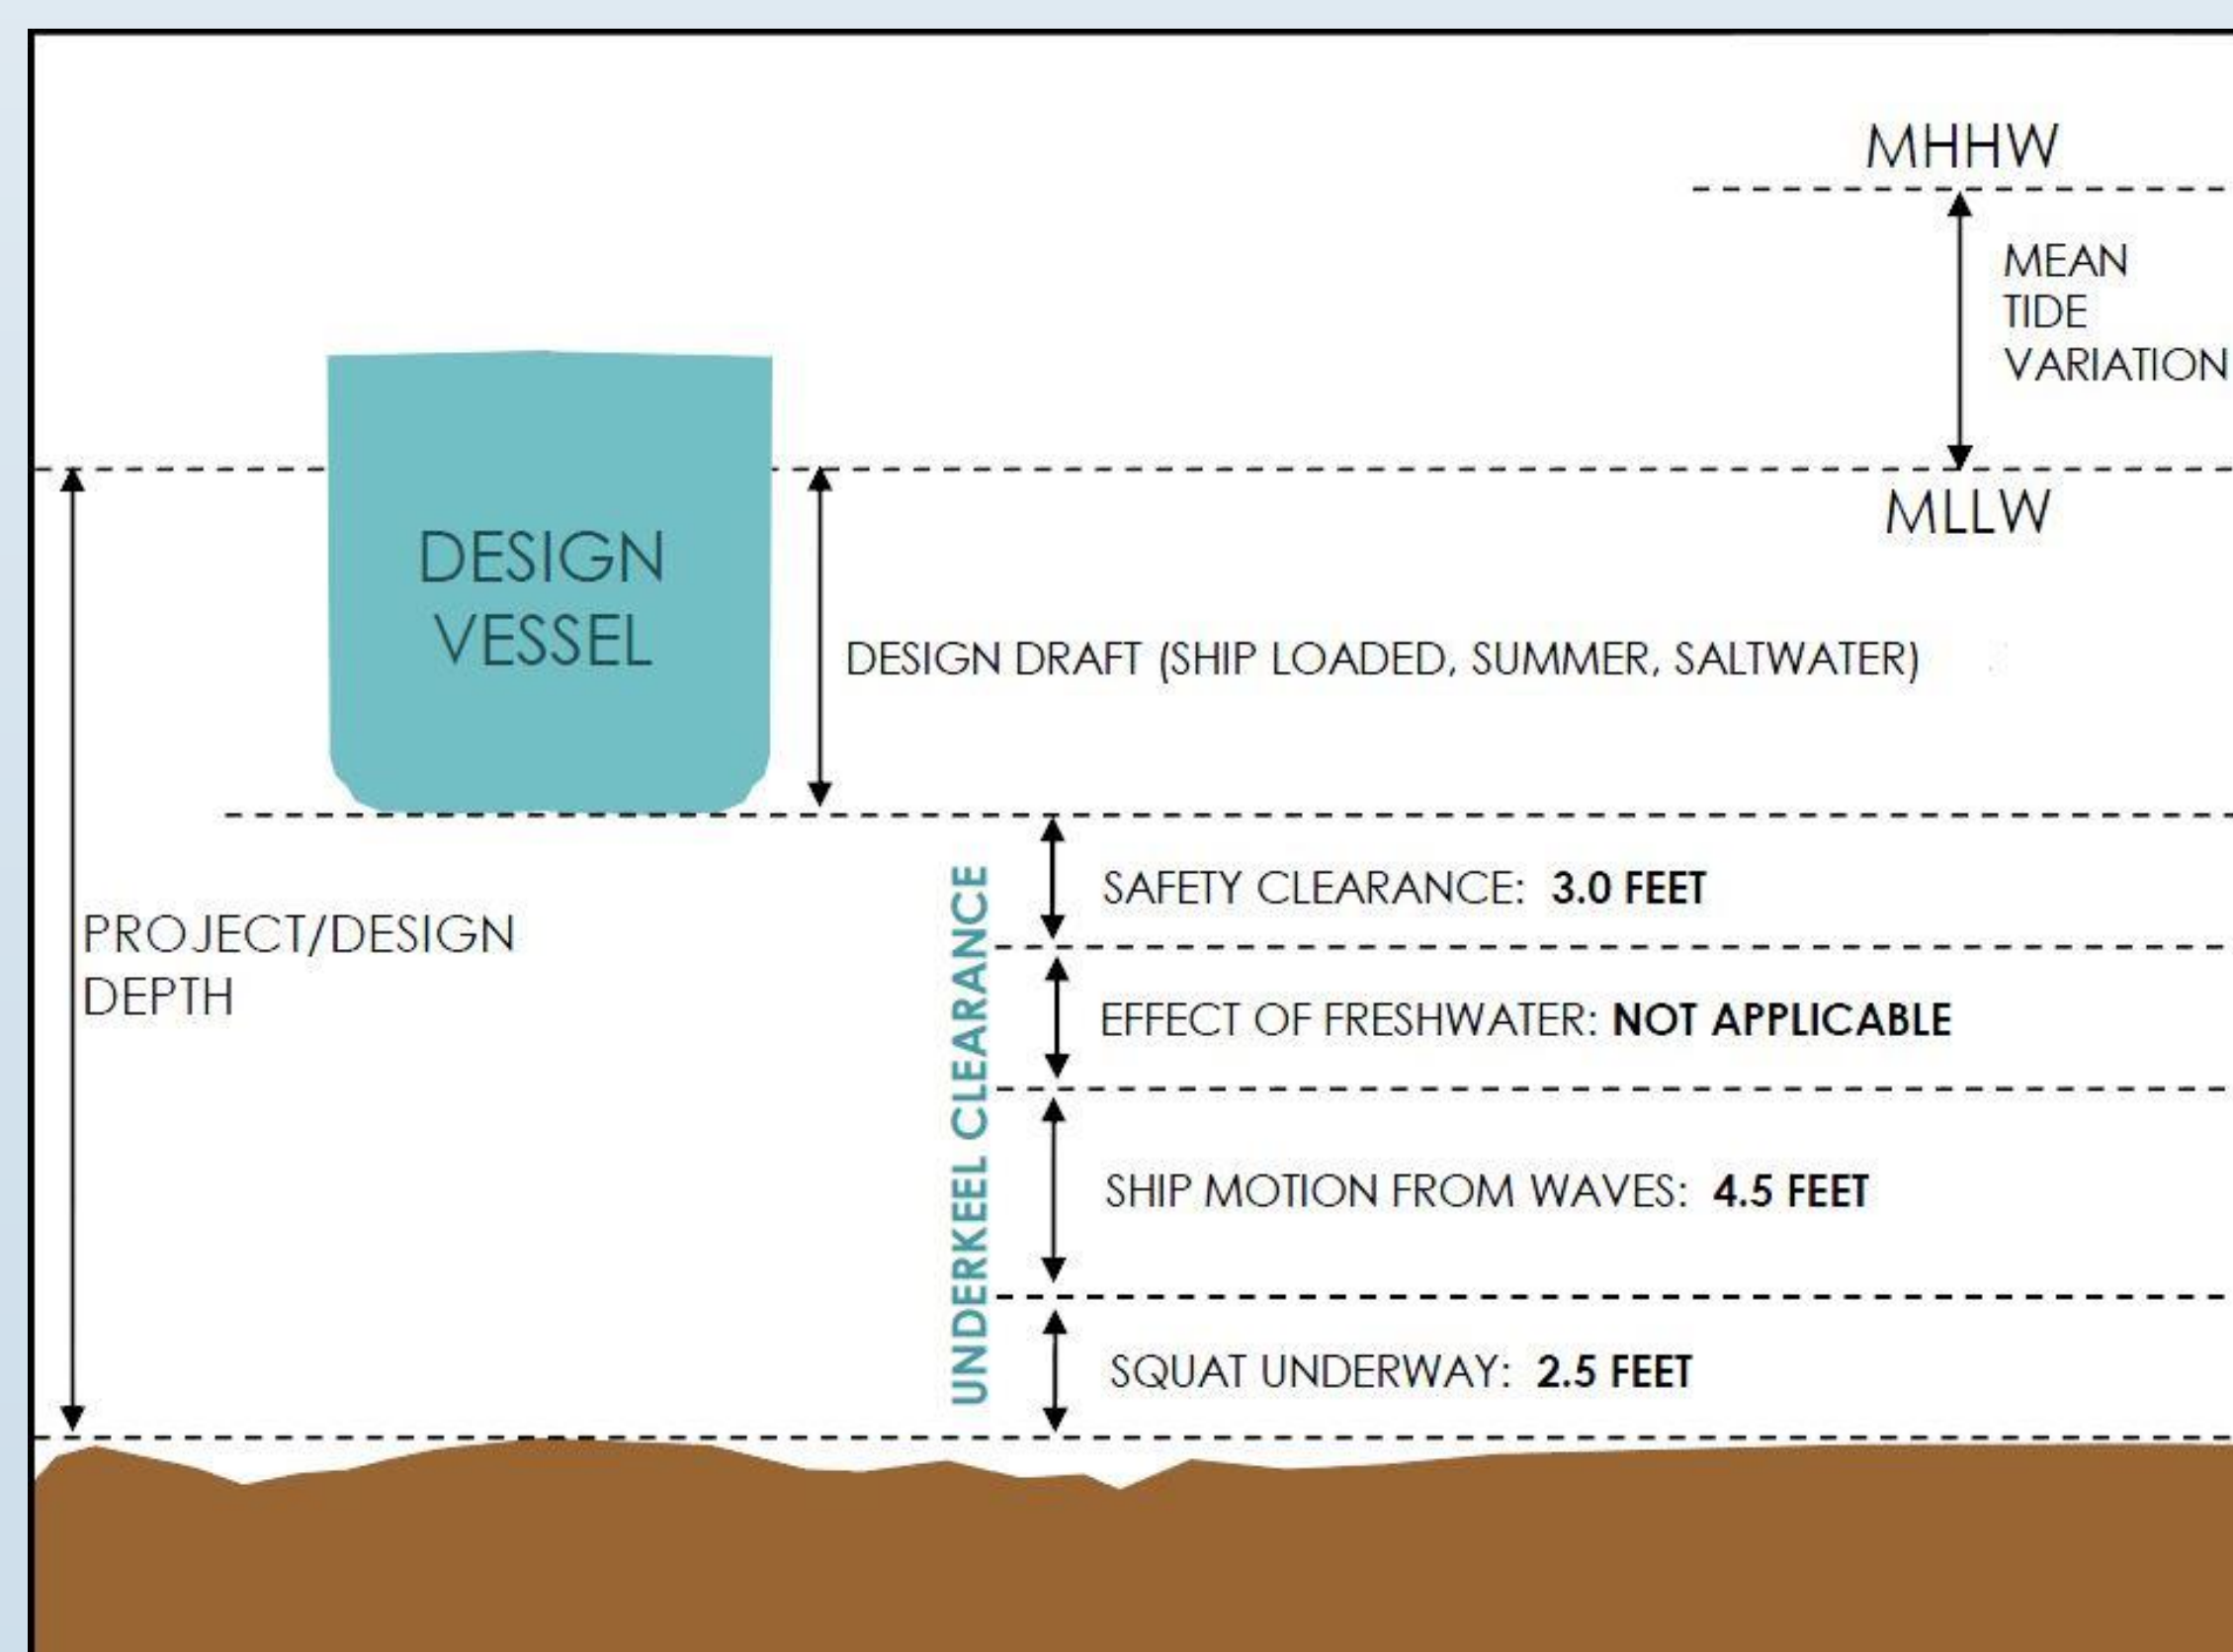 MHHW
MEAN
TIDE
VARIATION
MLLW
DESIGN
VESSEL
DESIGN DRAFT (SHIP LOADED, SUMMER, SALTWATER)
PROJECT/DESIGN
DEPTH
UNDERKEEL CLEARANCE
SAFETY CLEARANCE: 3.0 FEET
EFFECT OF FRESHWATER: NOT APPLICABLE
SHIP MOTION FROM WAVES: 4.5 FEET
SQUAT UNDERWAY: 2.5 FEET